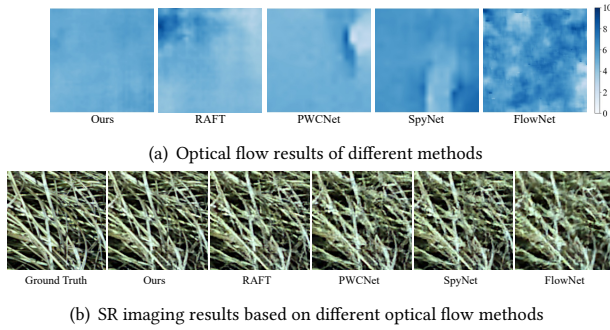 10
8
6
4
2
0
Ours RAFT PWCNet SpyNet FlowNet
(a) Optical flow results of different methods
Ground Truth Ours RAFT PWCNet SpyNet FlowNet
(b) SR imaging results based on different optical flow methods